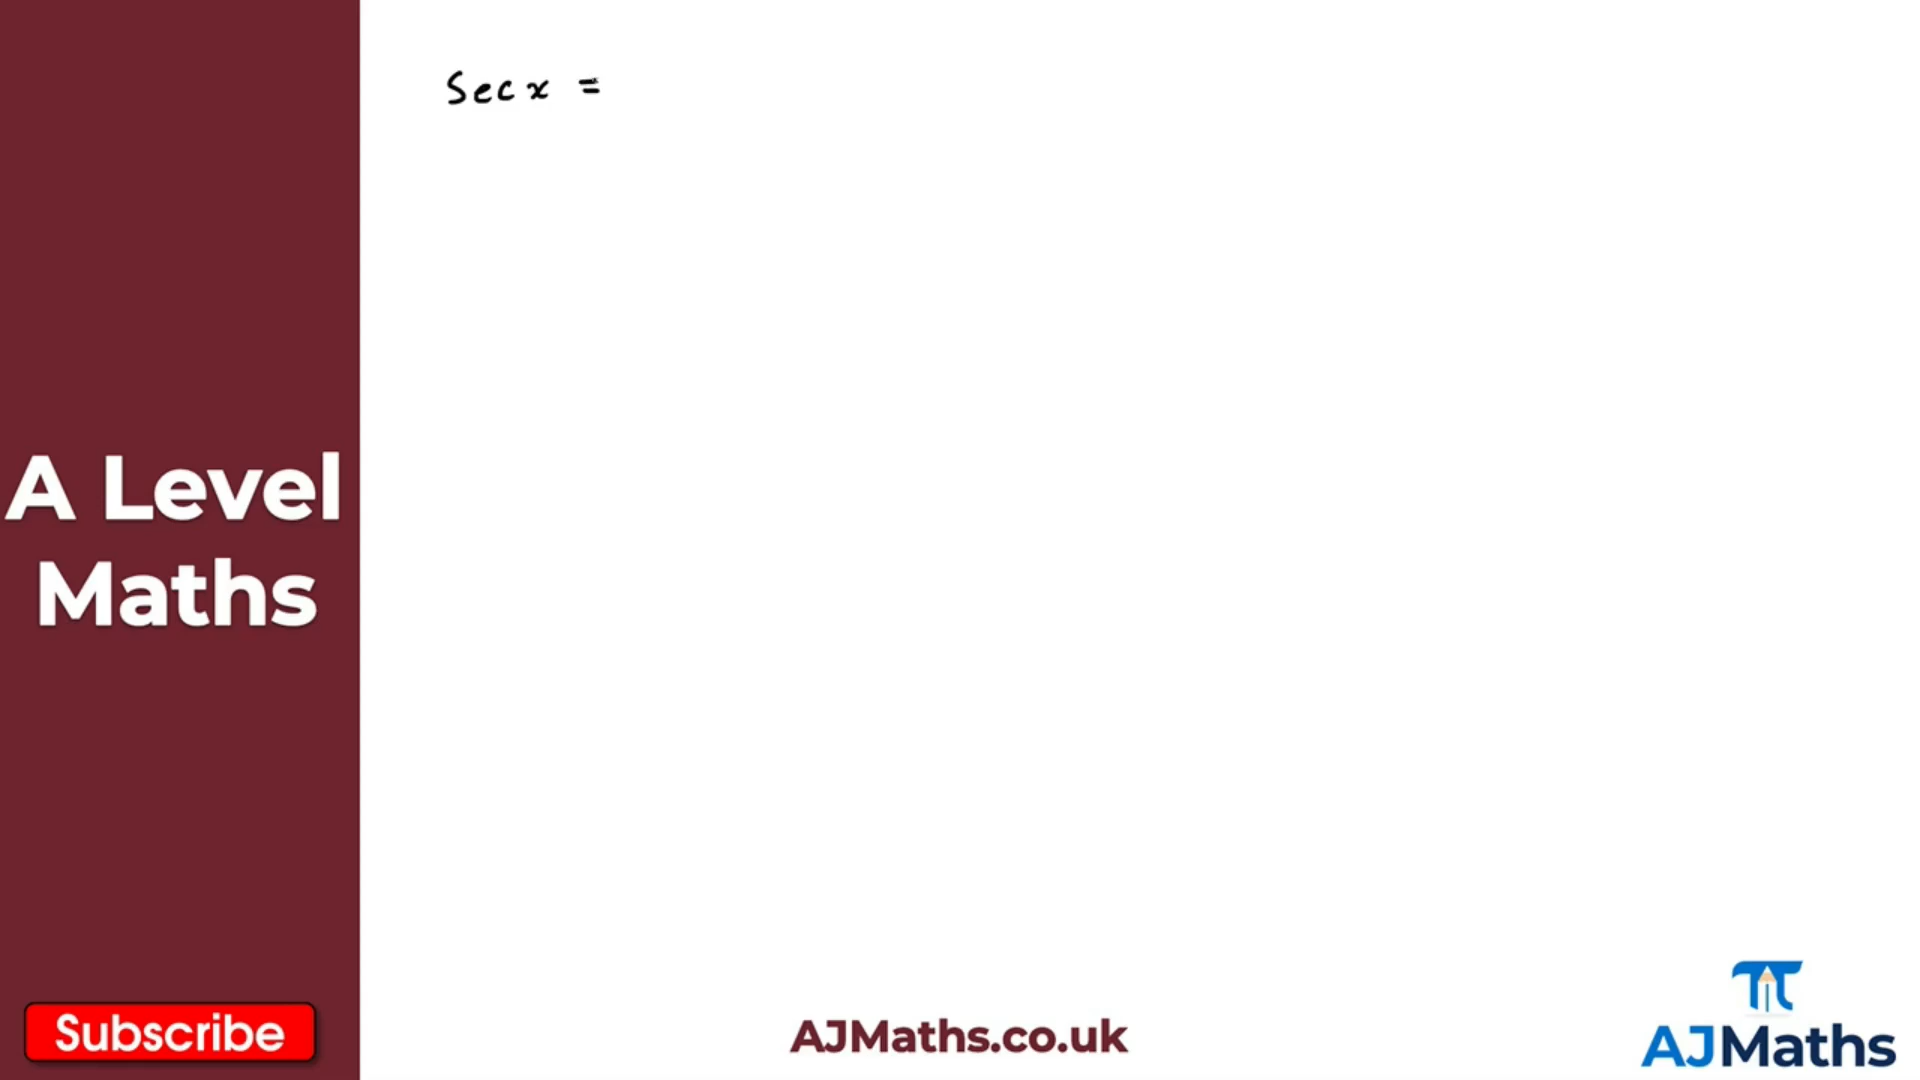 Sec x =
A Level
Maths
Subscribe
AJMaths.co.uk
AJMaths